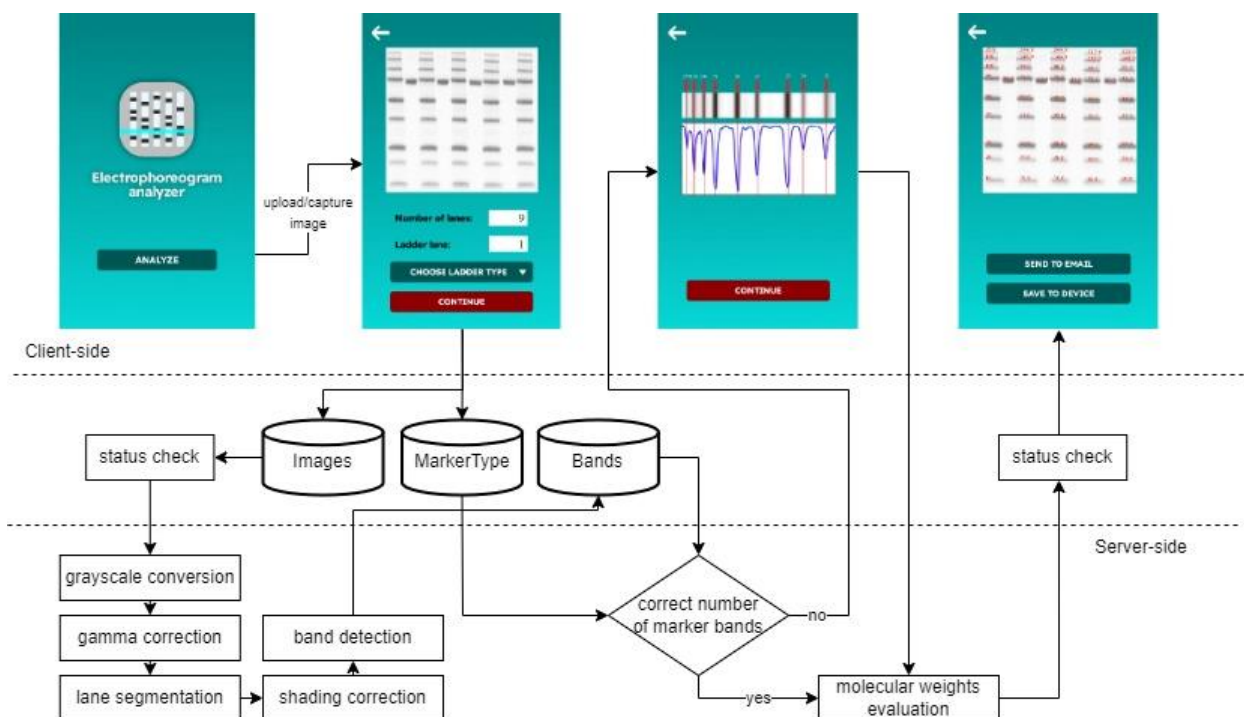 Electrophoreogram
analyzer
ANALYZE
upload/capture
image
Number of lanes:
9
Ladder lane:
1
CHOOSE LADDER TYPE
CONTINUE
CONTINUE
SEND TO EMAIL
SAVE TO DEVICE
Client-side
status check
Images
MarkerType
Bands
status check
Server-side
grayscale conversion
gamma correction
band detection
correct number
of marker bands
no
lane segmentation
shading correction
yes
molecular weights
evaluation